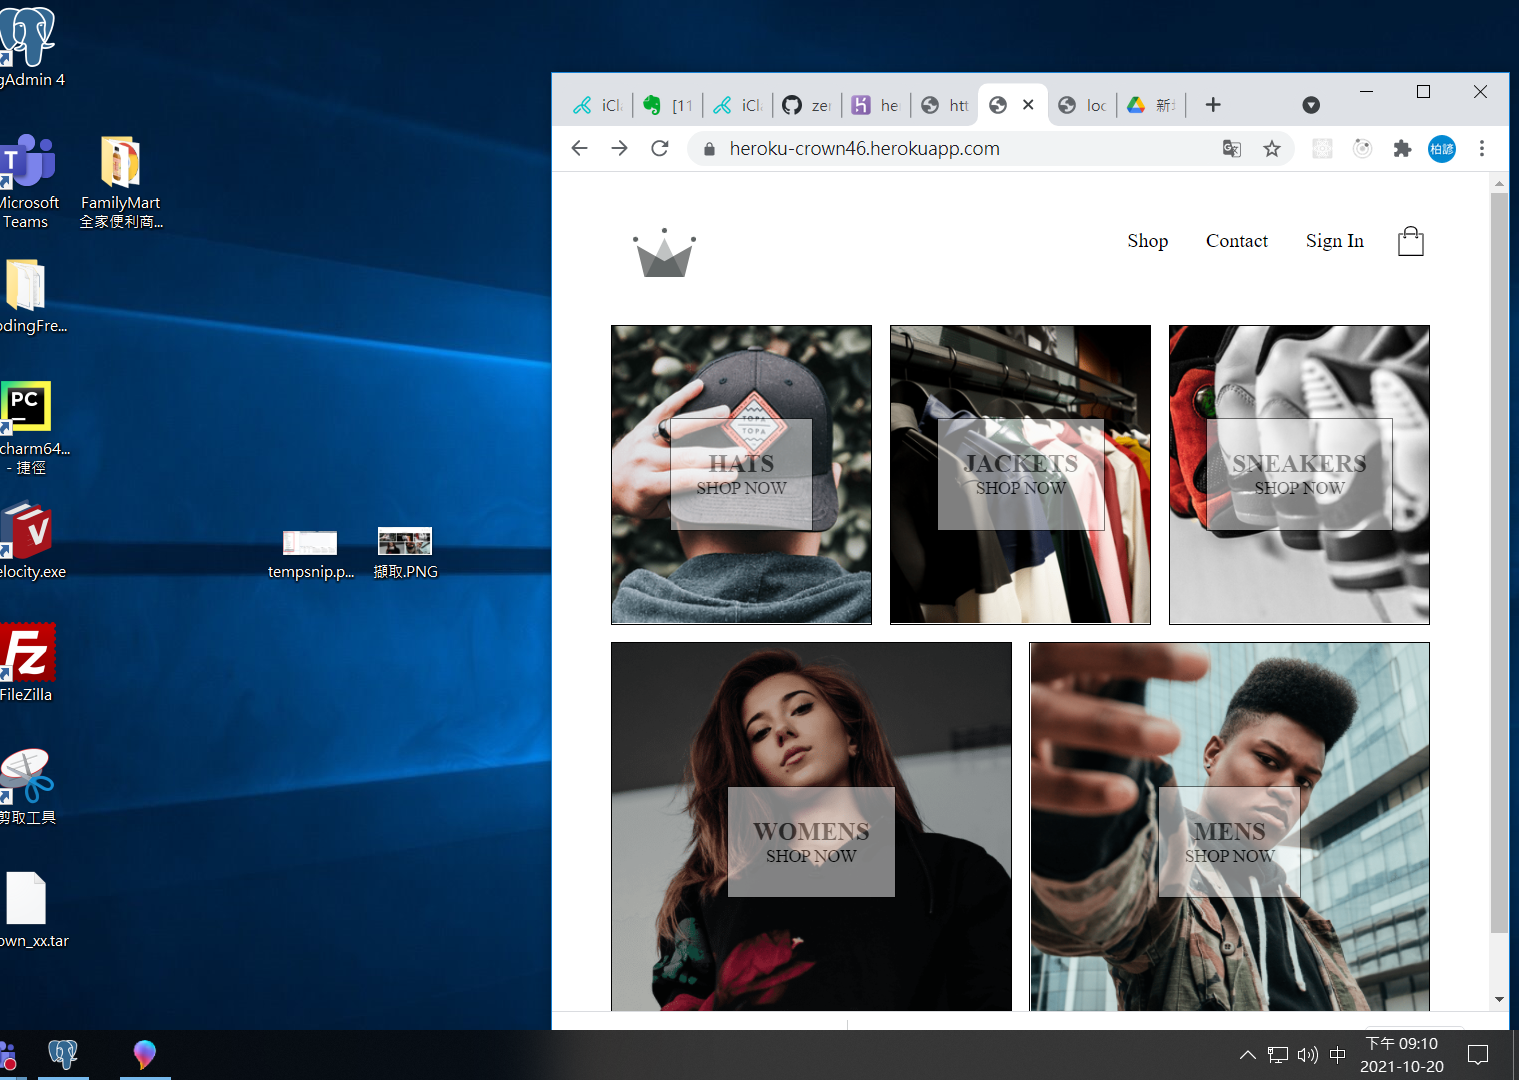 gAdmin 4
Microsoft
Teams
FamilyMart
全家便利商...
odingFre...
PC
charm64...
- 捷徑
elocity.exe
FileZilla
剪取工具
own_xx.tar
tempsnip.p...
擷取.PNG
iCl
[11
iCl
zer
he
htt
loc
新
heroku-crown46.herokuapp.com
柏諺
Shop
Contact
Sign In
TOPA
TOPA
HATS
SHOP NOW
JACKETS
SHOP NOW
SNEAKERS
SHOP NOW
WOMENS
SHOP NOW
MENS
SHOP NOW
中
下午 09:10
2021-10-20